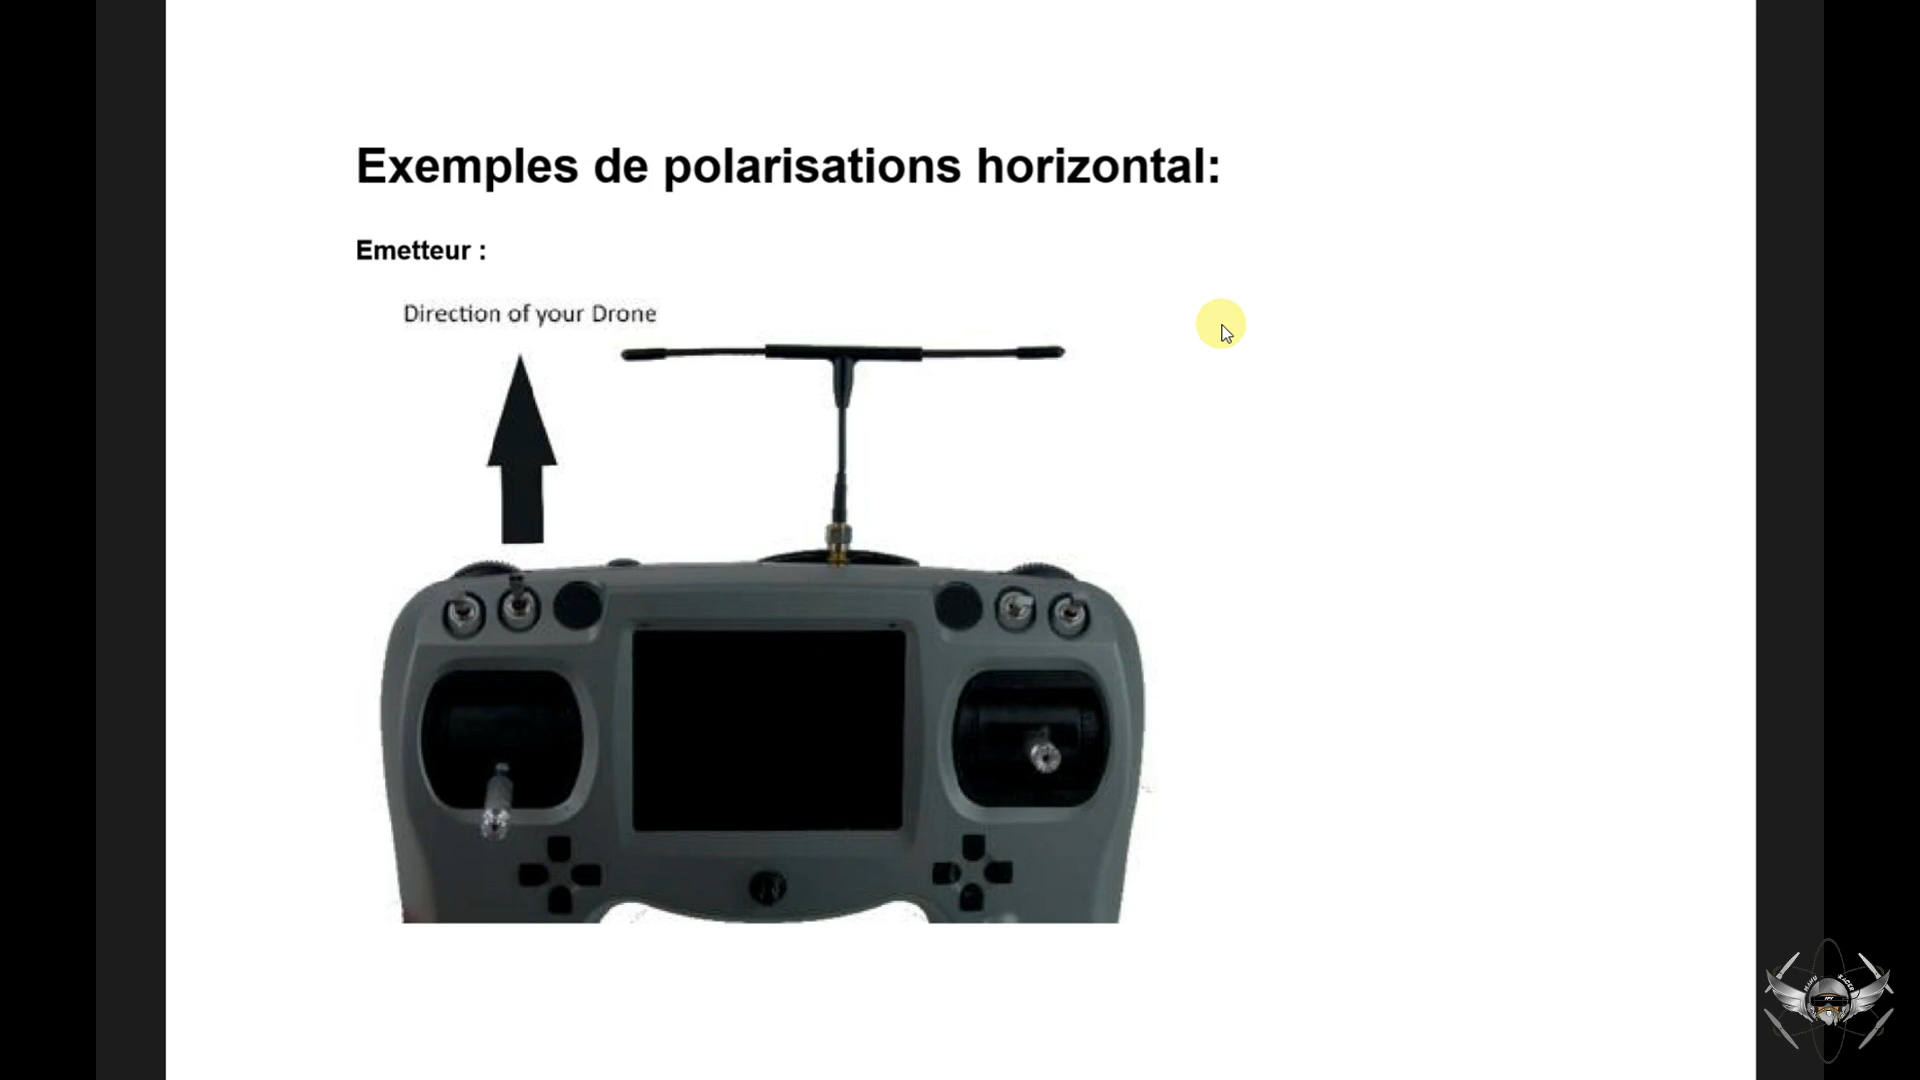 Exemples de polarisations horizontal:
Emetteur :
Direction of your Drone